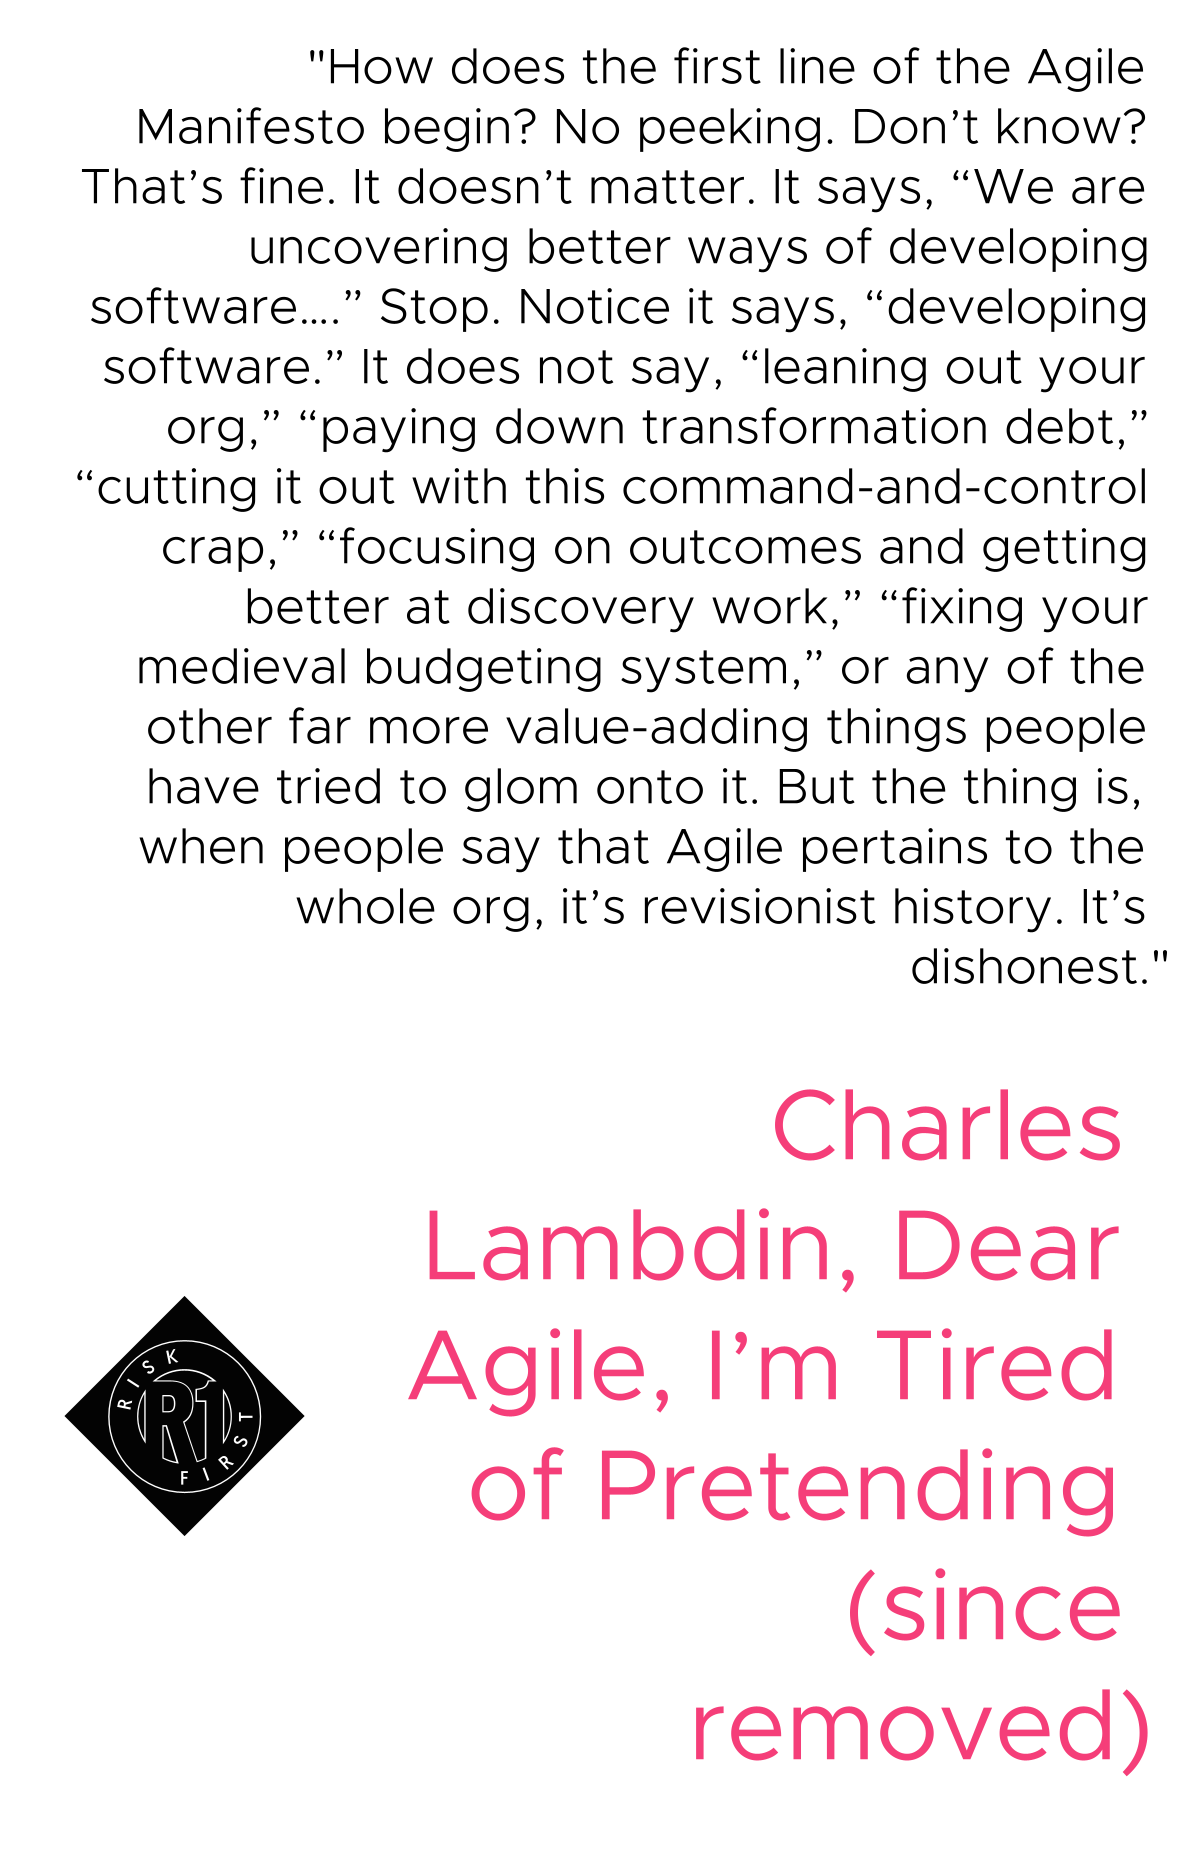 "How does the first line of the Agile
Manifesto begin? No peeking. Don’t know?
That’s fine. It doesn’t matter. It says, “We are
uncovering better ways of developing
software….” Stop. Notice it says, “developing
software.” It does not say, “leaning out your
org,” “paying down transformation debt,”
“cutting it out with this command-and-control
crap,” “focusing on outcomes and getting
better at discovery work,” “fixing your
medieval budgeting system,” or any of the
other far more value-adding things people
have tried to glom onto it. But the thing is,
when people say that Agile pertains to the
whole org, it’s revisionist history. It’s
dishonest."
Charles
Lambdin, Dear
Agile, I’m Tired
of Pretending
(since
removed)
RISK
R1
FIRST